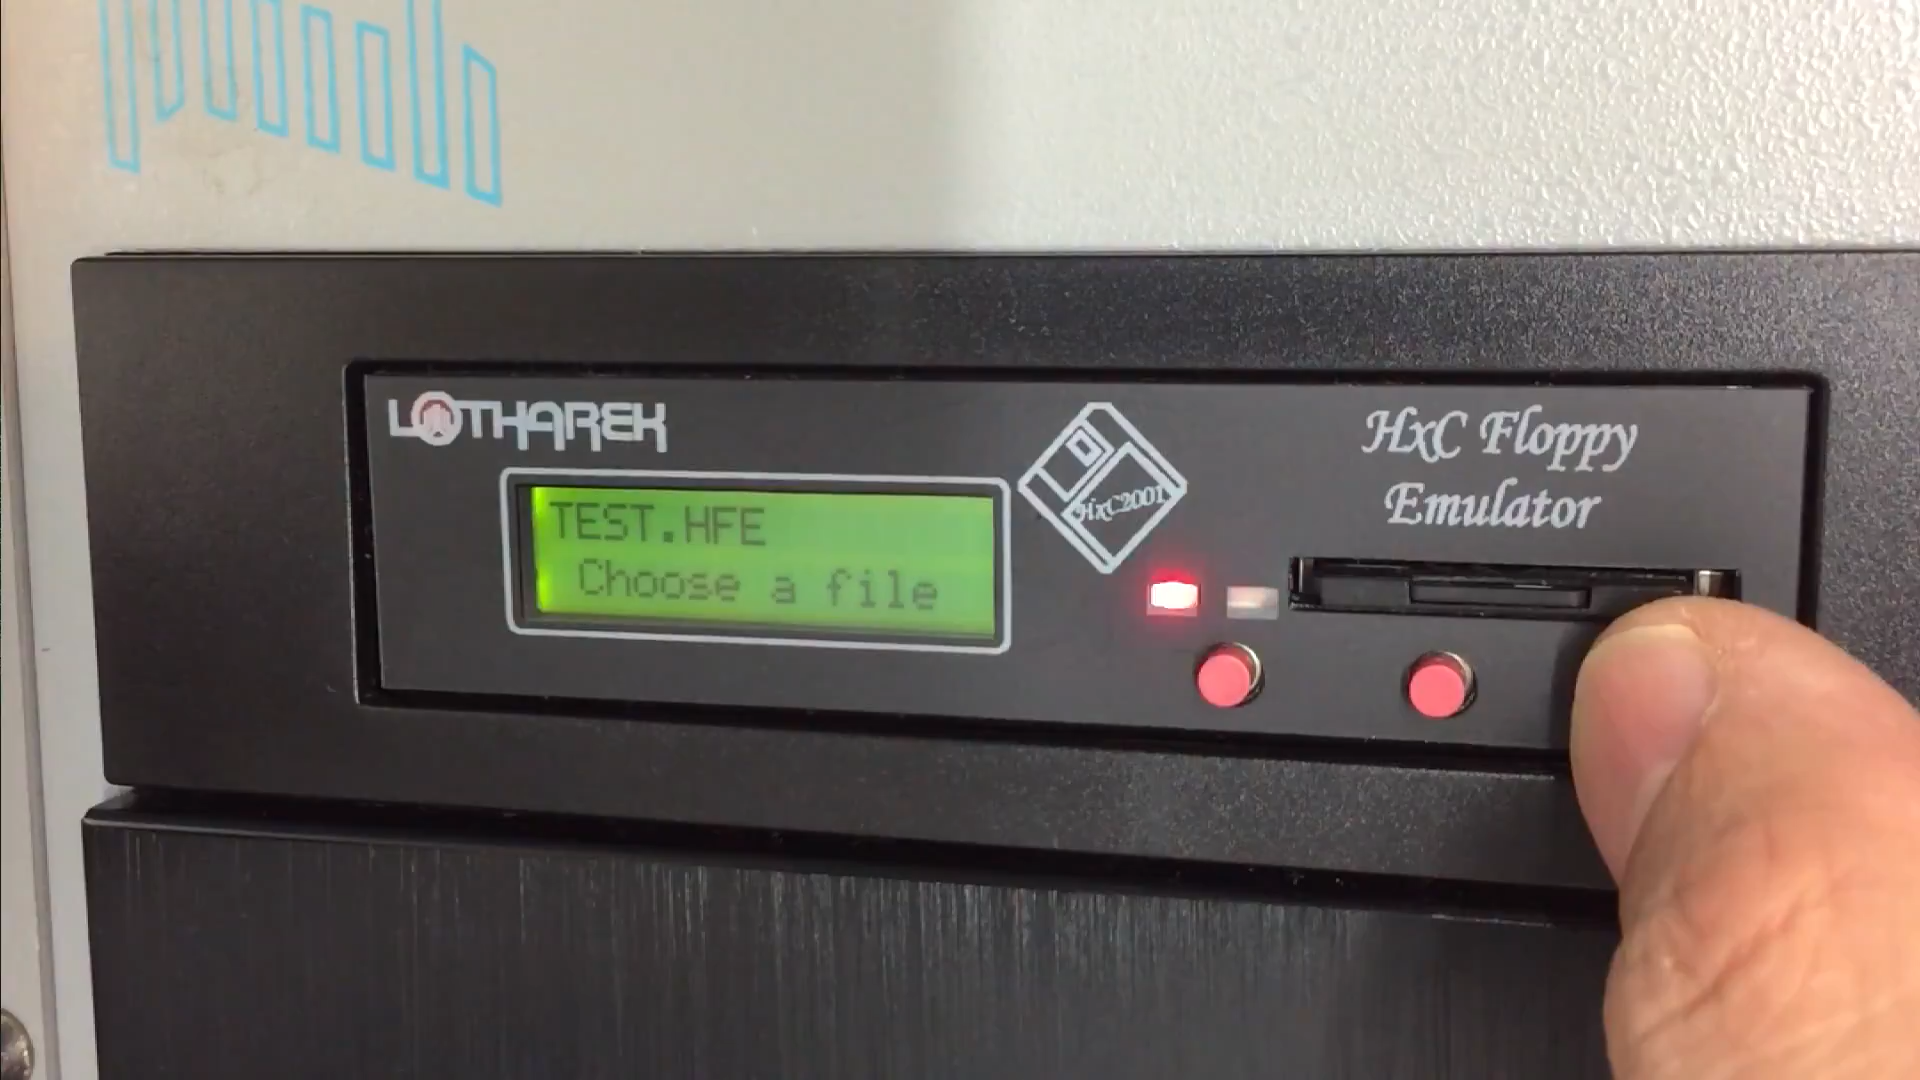 LOTHAREK
TEST.HFE
Choose a file
HxC2001
HxC Floppy
Emulator